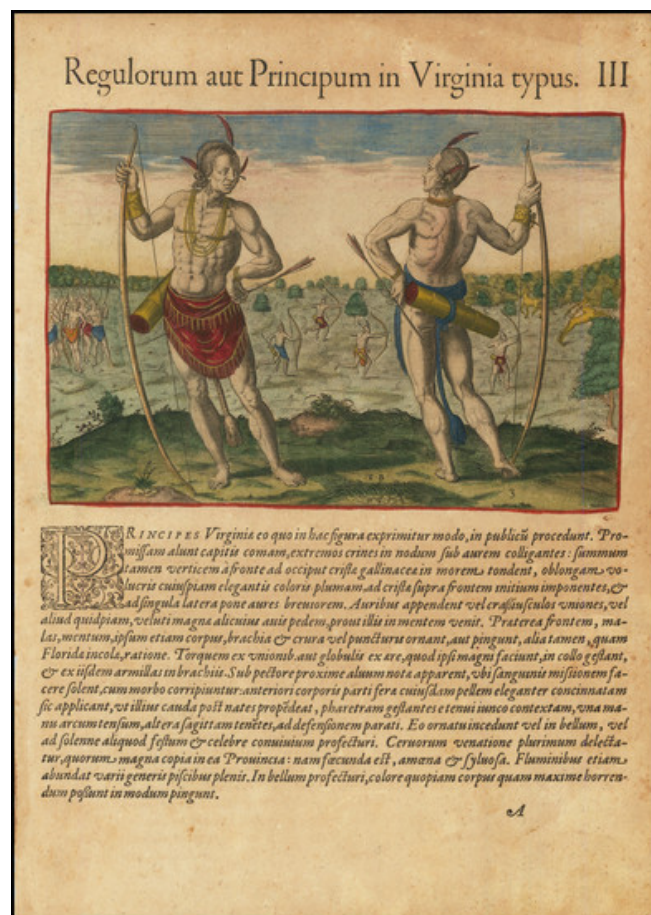 Regulorum aut Principum in Virginia typus. III
PRINCIPES Virginiæ eo quo in hac figura exprimitur modo, in publicū procedunt. Pro-
miſſam alunt capitis comam, extremos crines in nodum ſub aurem colligantes: ſummum
tamen verticem à fronte ad occiput criſtæ gallinaceæ in morem tondent, oblongam vo-
lucris cuiuſpiam elegantis coloris plumam ad criſtæ ſupra frontem initium imponentes, &
ad ſingula latera pone aures breuiorem. Auribus appendent vel craſsiuſculos vniones, vel
aliud quidpiam, veluti magnæ alicuius auis pedem, prout illis in mentem venit. Præterea frontem, ma-
las, mentum, ipſum etiam corpus, brachia & crura vel puncturis ornant, aut pingunt, alia tamen, quam
Floridæ incolæ, ratione. Torquem ex vnionib. aut globulis ex ære, quod ipſi magni faciunt, in collo geſtant,
& ex iiſdem armillas in brachiis. Sub pectore proxime aluum notæ apparent, vbi ſanguinis miſſionem fa-
cere ſolent, cum morbo corripiuntur: anteriori corporis parti feræ cuiuſdam pellem eleganter concinnatam
ſic applicant, vt illius cauda poſt nates propēdeat, pharetram geſtantes e tenui iunco contextam, vna ma-
nu arcum tenſum, altera ſagittam tenētes, ad defenſionem parati. Eo ornatu incedunt vel in bellum, vel
ad ſolenne aliquod feſtum & celebre conuiuium profecturi. Ceruorum venatione plurimum delecta-
tur, quorum magna copia in ea Prouincia: nam fœcunda eſt, amœna & ſyluoſa. Fluminibus etiam
abundat varii generis piſcibus plenis. In bellum profecturi, colore quopiam corpus quam maxime horren-
dum poſſunt in modum pingunt.
A